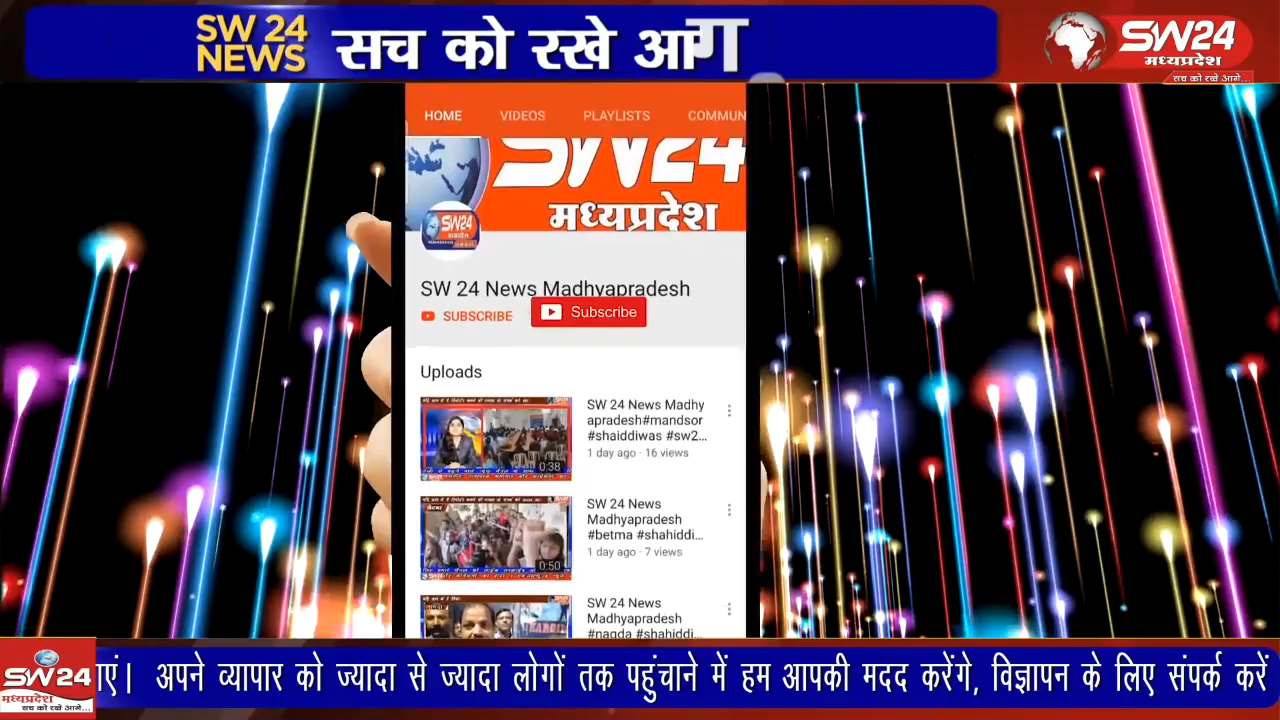 SW 24
NEWS
सच को रखे आग
SW24
मध्यप्रदेश
सच को रखे आगे...
HOME VIDEOS PLAYLISTS COMMUN
SW24
मध्यप्रदेश
SW24
SW 24 News Madhyapradesh
SUBSCRIBE
Subscribe
Uploads
SW 24 News Madhy
apradesh#mandsor
#shaiddiwas #sw2...
1 day ago · 16 views
0:38
SW 24 News
Madhyapradesh
#betma #shahiddi...
1 day ago · 7 views
0:50
SW 24 News
Madhyapradesh
#nagda #shahiddi...
SW24
मध्यप्रदेश
सच को रखे आगे...
एं। अपने व्यापार को ज्यादा से ज्यादा लोगों तक पहुंचाने में हम आपकी मदद करेंगे, विज्ञापन के लिए संपर्क करें